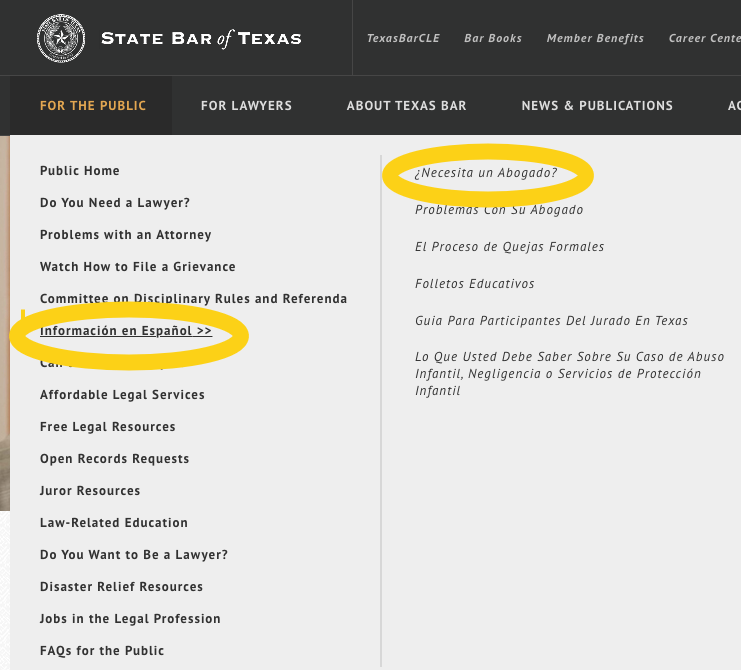 STATE BAR of TEXAS
TexasBarCLE Bar Books Member Benefits Career Cente
FOR THE PUBLIC FOR LAWYERS ABOUT TEXAS BAR NEWS & PUBLICATIONS
Public Home
Do You Need a Lawyer?
Problems with an Attorney
Watch How to File a Grievance
Committee on Disciplinary Rules and Referenda
Información en Español >>
Affordable Legal Services
Free Legal Resources
Open Records Requests
Juror Resources
Law-Related Education
Do You Want to Be a Lawyer?
Disaster Relief Resources
Jobs in the Legal Profession
FAQs for the Public
¿Necesita un Abogado?
Problemas Con Su Abogado
El Proceso de Quejas Formales
Folletos Educativos
Guia Para Participantes Del Jurado En Texas
Lo Que Usted Debe Saber Sobre Su Caso de Abuso
Infantil, Negligencia o Servicios de Protección
Infantil